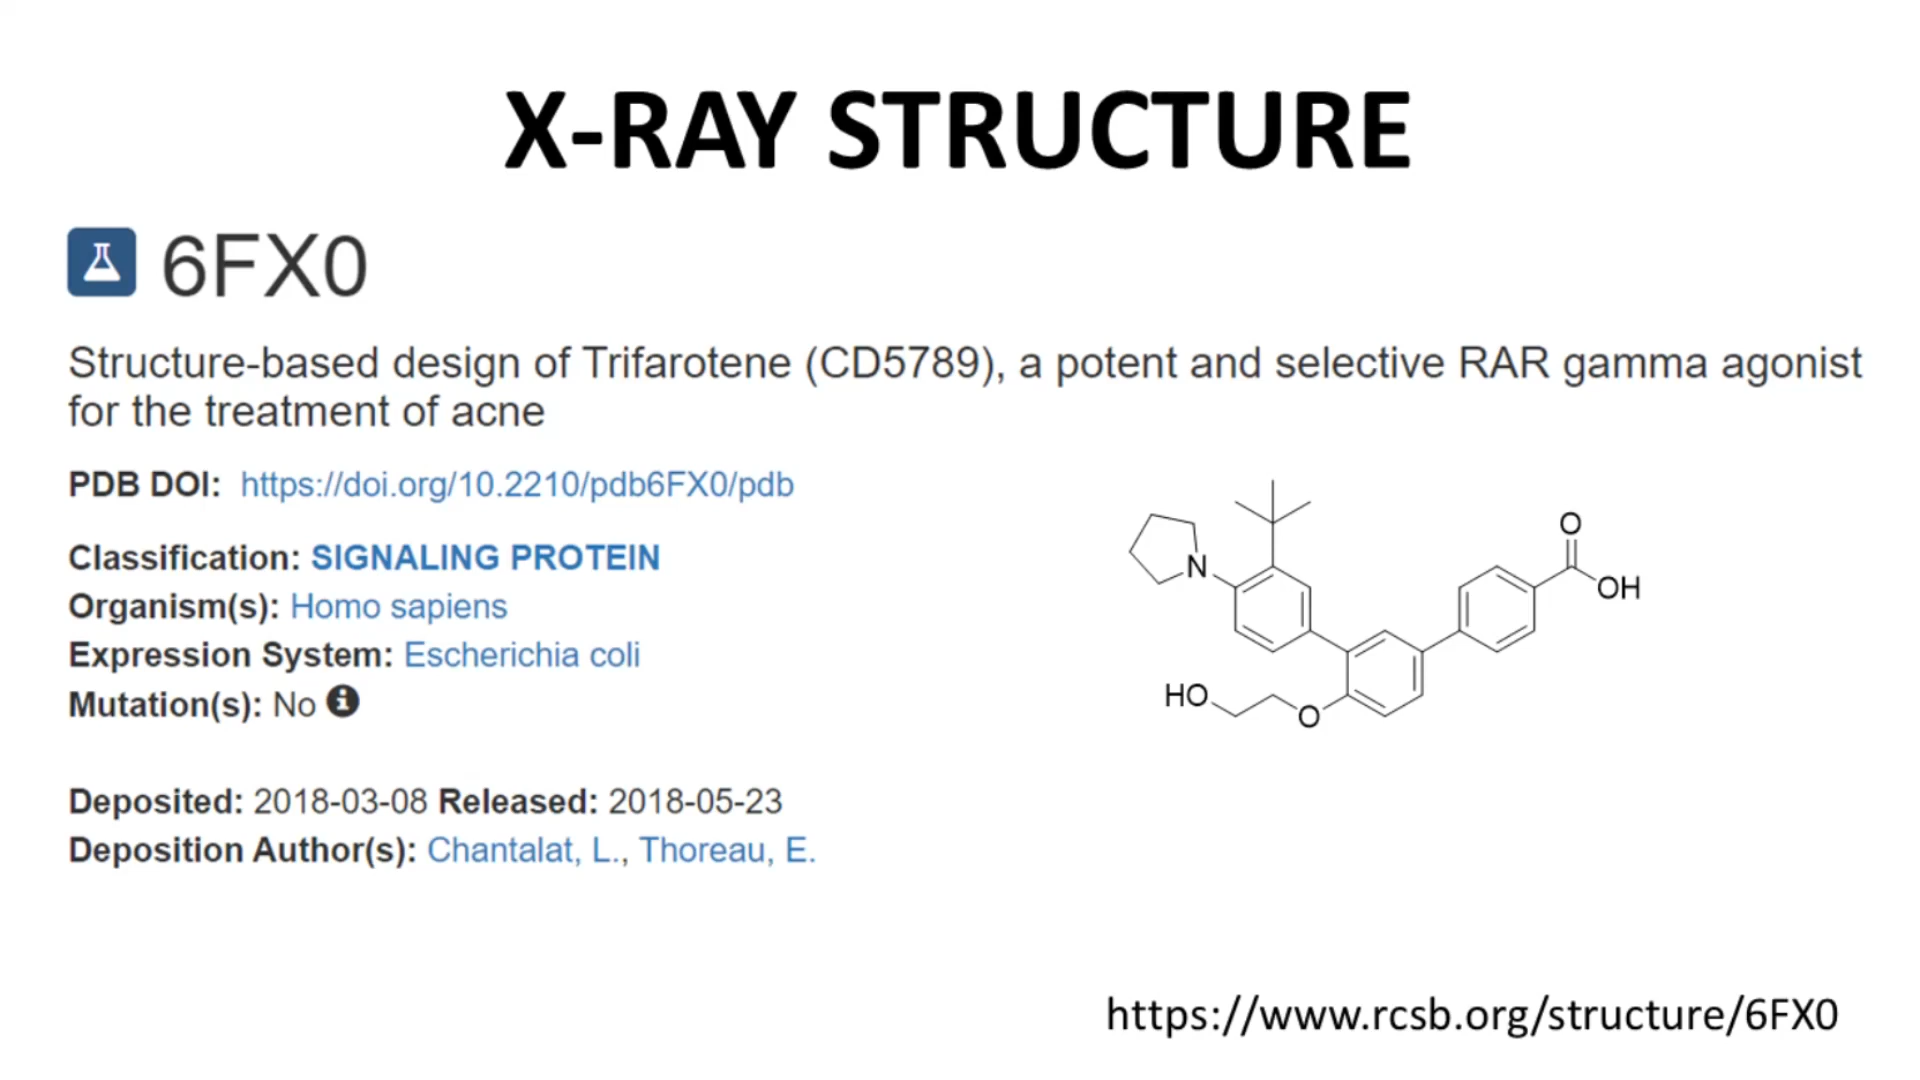 X-RAY STRUCTURE
6FX0
Structure-based design of Trifarotene (CD5789), a potent and selective RAR gamma agonist
for the treatment of acne
PDB DOI: https://doi.org/10.2210/pdb6FX0/pdb
Classification: SIGNALING PROTEIN
Organism(s): Homo sapiens
Expression System: Escherichia coli
Mutation(s): No
Deposited: 2018-03-08 Released: 2018-05-23
Deposition Author(s): Chantalat, L., Thoreau, E.
O
N
OH
HO
O
https://www.rcsb.org/structure/6FX0